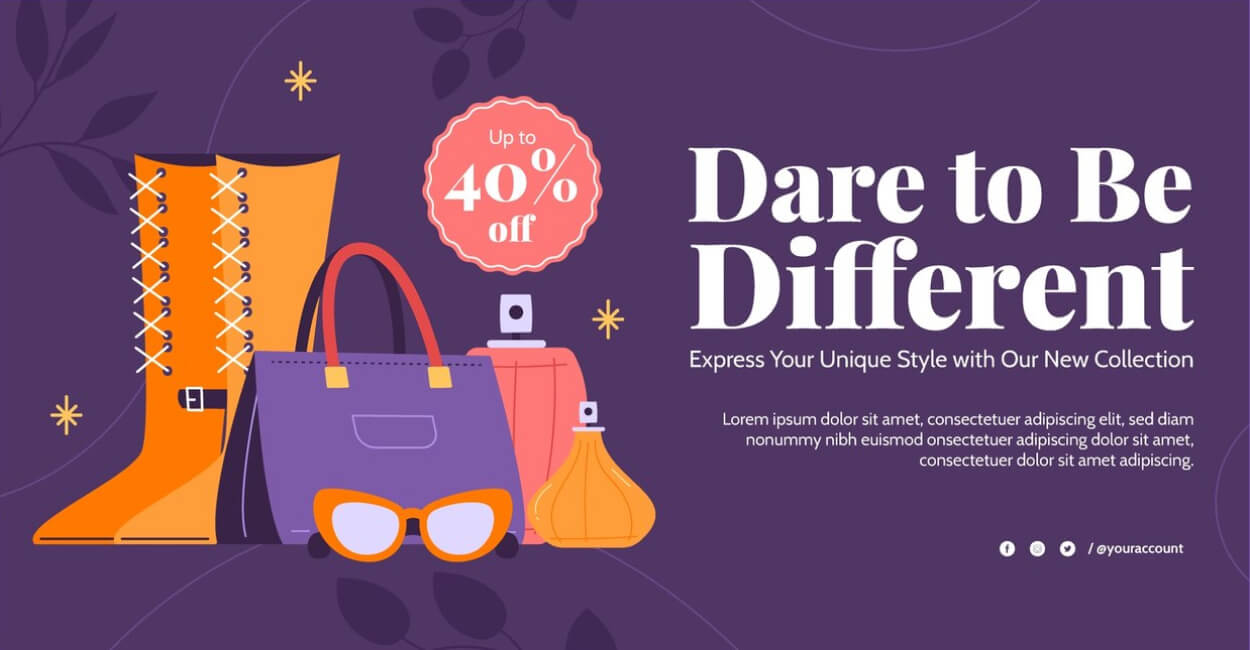 Up to
40%
off
Dare to Be
Different
Express Your Unique Style with Our New Collection
Lorem ipsum dolor sit amet, consectetuer adipiscing elit, sed diam
nonummy nibh euismod onsectetuer adipiscing dolor sit amet,
consectetuer dolor sit amet adipiscing.
/ @youraccount